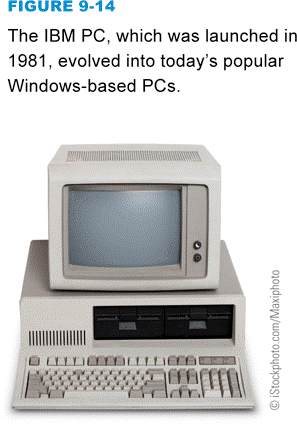 FIGURE 9-14
The IBM PC, which was launched in
1981, evolved into today's popular
Windows-based PCs.
© iStockphoto.com/Maxiphoto